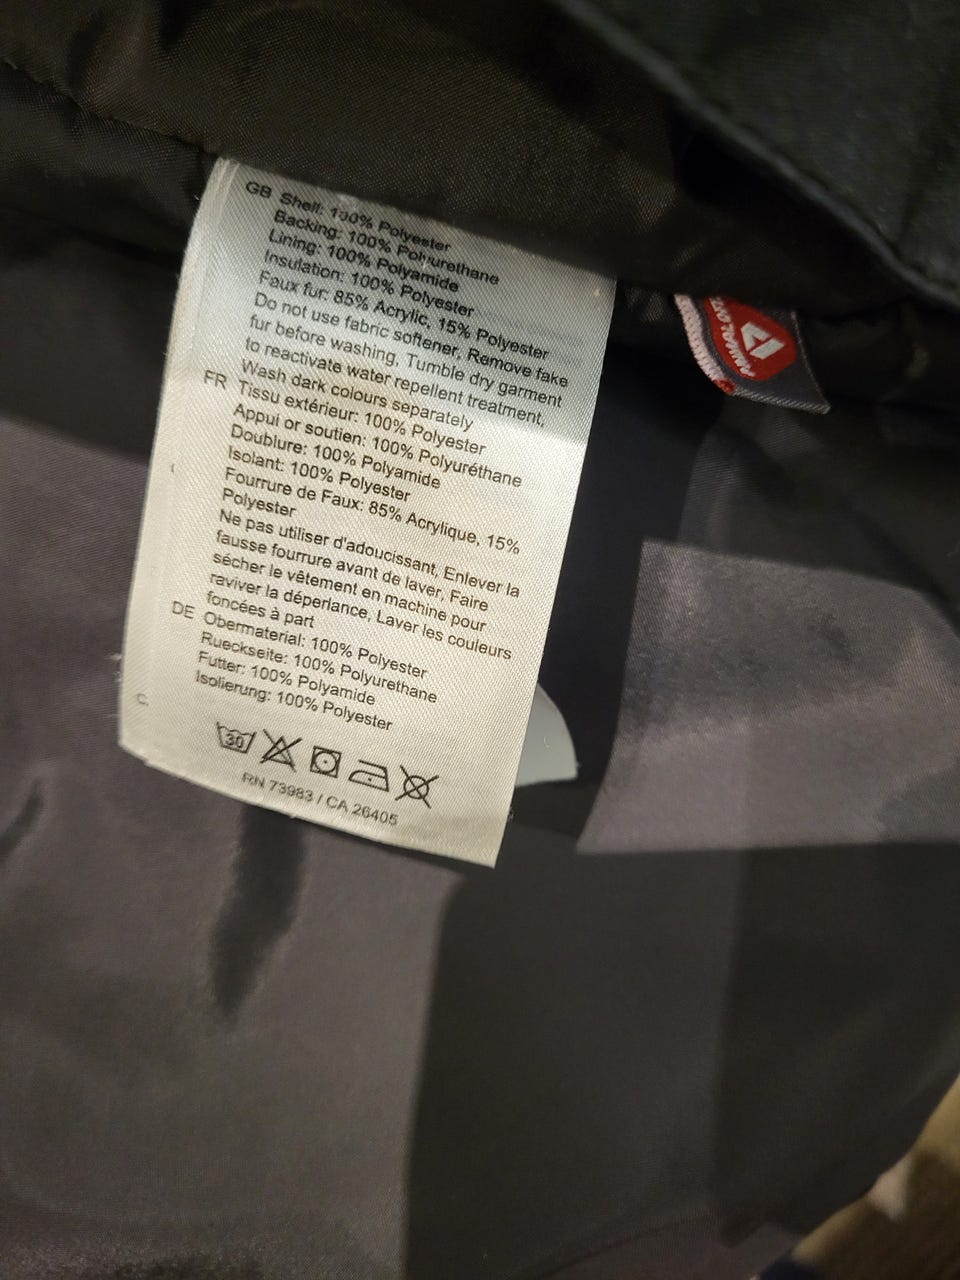 GB Shell: 100% Polyester
Backing: 100% Polyurethane
Lining: 100% Polyamide
Insulation: 100% Polyester
Faux fur: 85% Acrylic, 15% Polyester
Do not use fabric softener, Remove fake
fur before washing, Tumble dry garment
to reactivate water repellent treatment,
Wash dark colours separately
FR Tissu extérieur: 100% Polyester
Appui or soutien: 100% Polyuréthane
Doublure: 100% Polyamide
Isolant: 100% Polyester
Fourrure de Faux: 85% Acrylique, 15%
Polyester
Ne pas utiliser d'adoucissant, Enlever la
fausse fourrure avant de laver, Faire
sécher le vêtement en machine pour
raviver la déperlance, Laver les couleurs
foncées à part
DE Obermaterial: 100% Polyester
Rueckseite: 100% Polyurethane
Futter: 100% Polyamide
Isolierung: 100% Polyester
30
RN 73983 / CA 26405